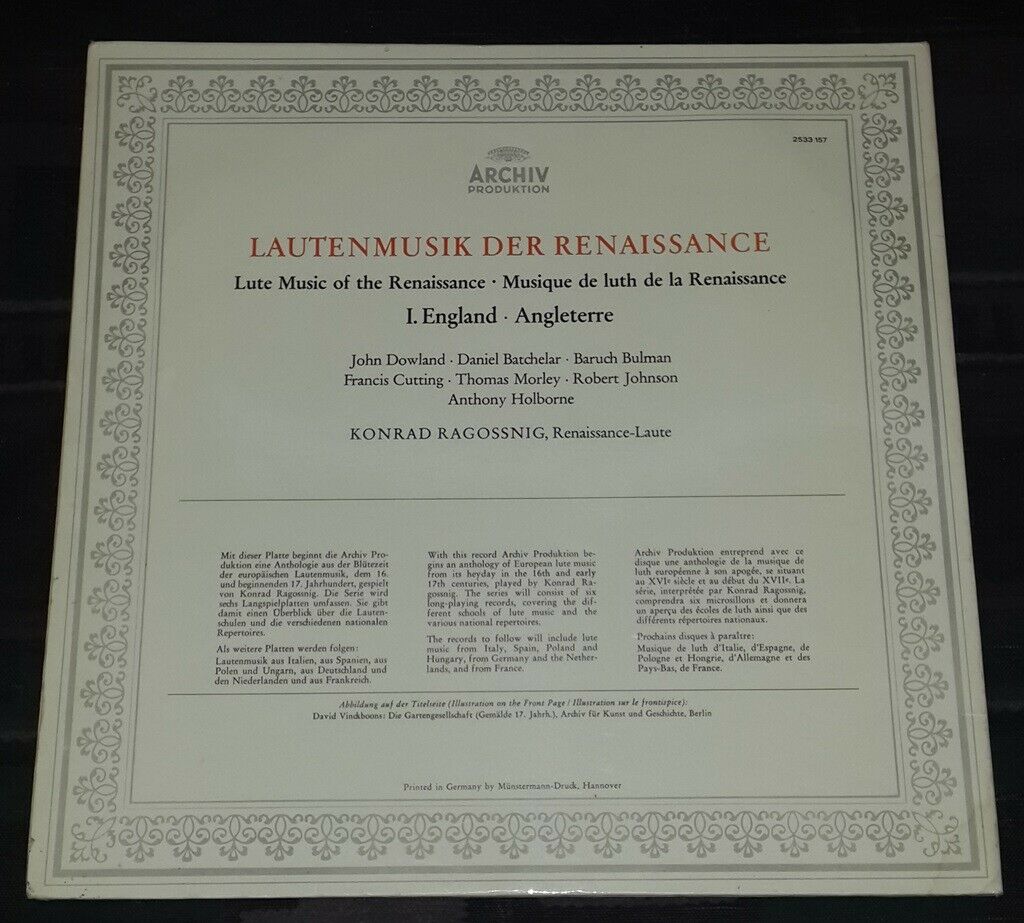 2533 157
ARCHIV
PRODUKTION
LAUTENMUSIK DER RENAISSANCE
Lute Music of the Renaissance · Musique de luth de la Renaissance
I. England · Angleterre
John Dowland · Daniel Batchelar · Baruch Bulman
Francis Cutting · Thomas Morley · Robert Johnson
Anthony Holborne
KONRAD RAGOSSNIG, Renaissance-Laute
Mit dieser Platte beginnt die Archiv Pro-
duktion eine Anthologie aus der Blütezeit
der europäischen Lautenmusik, dem 16.
und beginnenden 17. Jahrhundert, gespielt
von Konrad Ragossnig. Die Serie wird
sechs Langspielplatten umfassen. Sie gibt
damit einen Überblick über die Lauten-
schulen und die verschiedenen nationalen
Repertoires.
Als weitere Platten werden folgen:
Lautenmusik aus Italien, aus Spanien, aus
Polen und Ungarn, aus Deutschland und
den Niederlanden und aus Frankreich.
With this record Archiv Produktion be-
gins an anthology of European lute music
from its heyday in the 16th and early
17th centuries, played by Konrad Ra-
gossnig. The series will consist of six
long-playing records, covering the dif-
ferent schools of lute music and the
various national repertoires.
The records to follow will include lute
music from Italy, Spain, Poland and
Hungary, from Germany and the Nether-
lands, and from France.
Archiv Produktion entreprend avec ce
disque une anthologie de la musique de
luth européenne à son apogée, se situant
au XVIe siècle et au début du XVIIe. La
série, interprétée par Konrad Ragossnig,
comprendra six microsillons et donnera
un aperçu des écoles de luth ainsi que des
différents répertoires nationaux.
Prochains disques à paraître:
Musique de luth d'Italie, d'Espagne, de
Pologne et Hongrie, d'Allemagne et des
Pays-Bas, de France.
Abbildung auf der Titelseite (Illustration on the Front Page / Illustration sur le frontispice):
David Vinckboons: Die Gartengesellschaft (Gemälde 17. Jahrh.), Archiv für Kunst und Geschichte, Berlin
Printed in Germany by Münstermann-Druck, Hannover